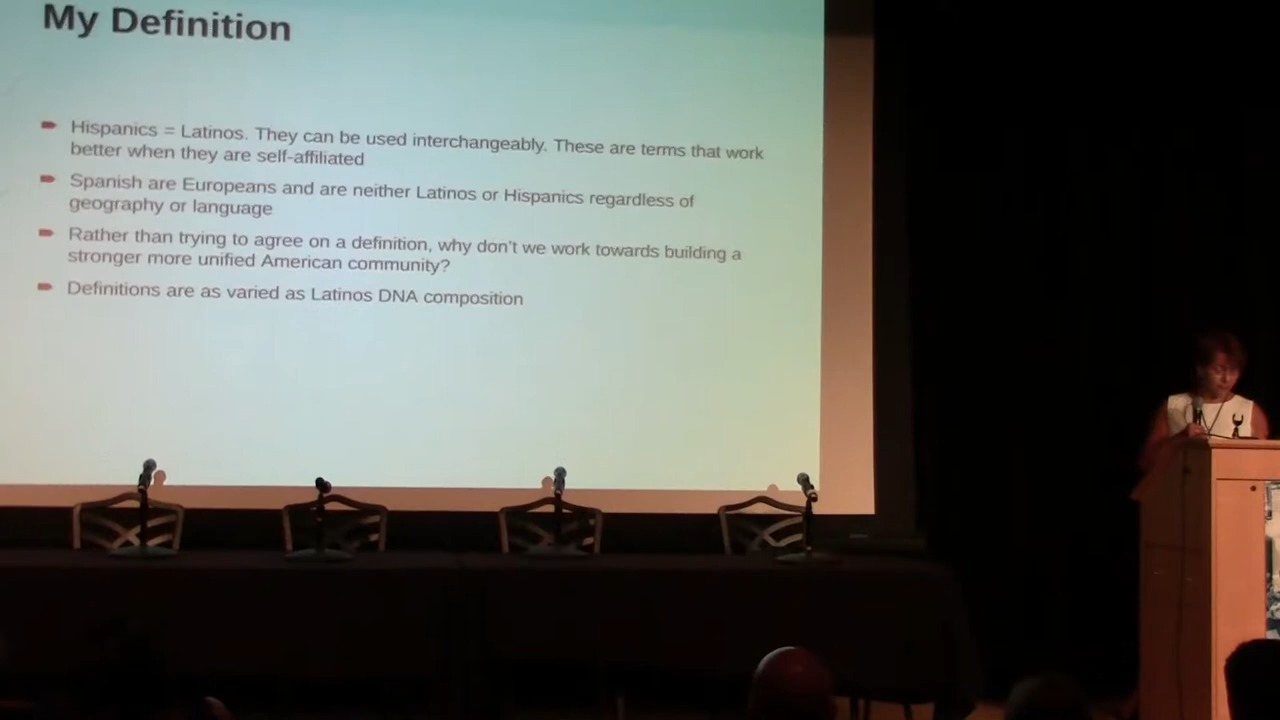 My Definition
Hispanics = Latinos. They can be used interchangeably. These are terms that work
better when they are self-affiliated
Spanish are Europeans and are neither Latinos or Hispanics regardless of
geography or language
Rather than trying to agree on a definition, why don't we work towards building a
stronger more unified American community?
Definitions are as varied as Latinos DNA composition